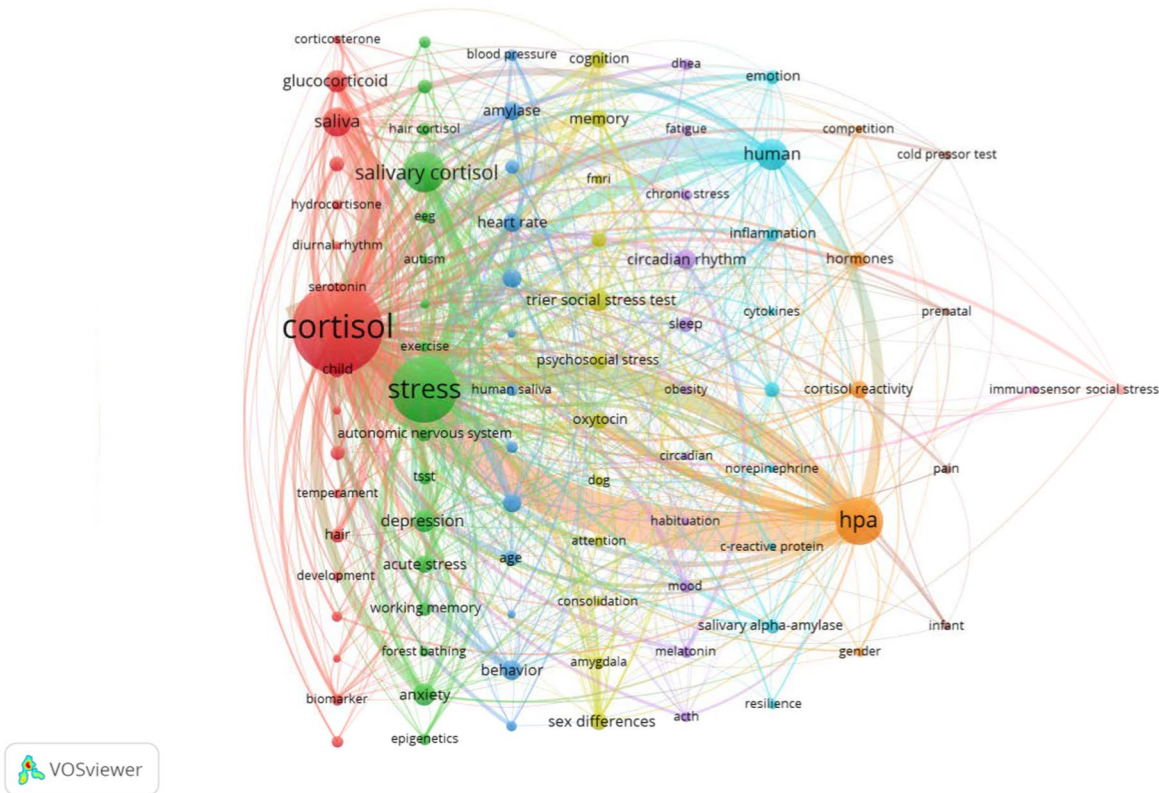 corticosterone
glucocorticoid
saliva
hydrocortisone
diurnal rhythm
serotonin
cortisol
child
temperament
hair
development
biomarker
hair cortisol
salivary cortisol
eeg
autism
exercise
stress
autonomic nervous system
tsst
depression
acute stress
working memory
forest bathing
anxiety
epigenetics
blood pressure
amylase
heart rate
human saliva
age
behavior
cognition
memory
fmri
trier social stress test
psychosocial stress
oxytocin
dog
attention
consolidation
amygdala
sex differences
dhea
fatigue
chronic stress
circadian rhythm
sleep
obesity
circadian
habituation
mood
melatonin
acth
emotion
human
inflammation
cytokines
norepinephrine
c-reactive protein
salivary alpha-amylase
resilience
competition
hormones
cortisol reactivity
hpa
gender
cold pressor test
prenatal
pain
infant
immunosensor
social stress
VOSviewer